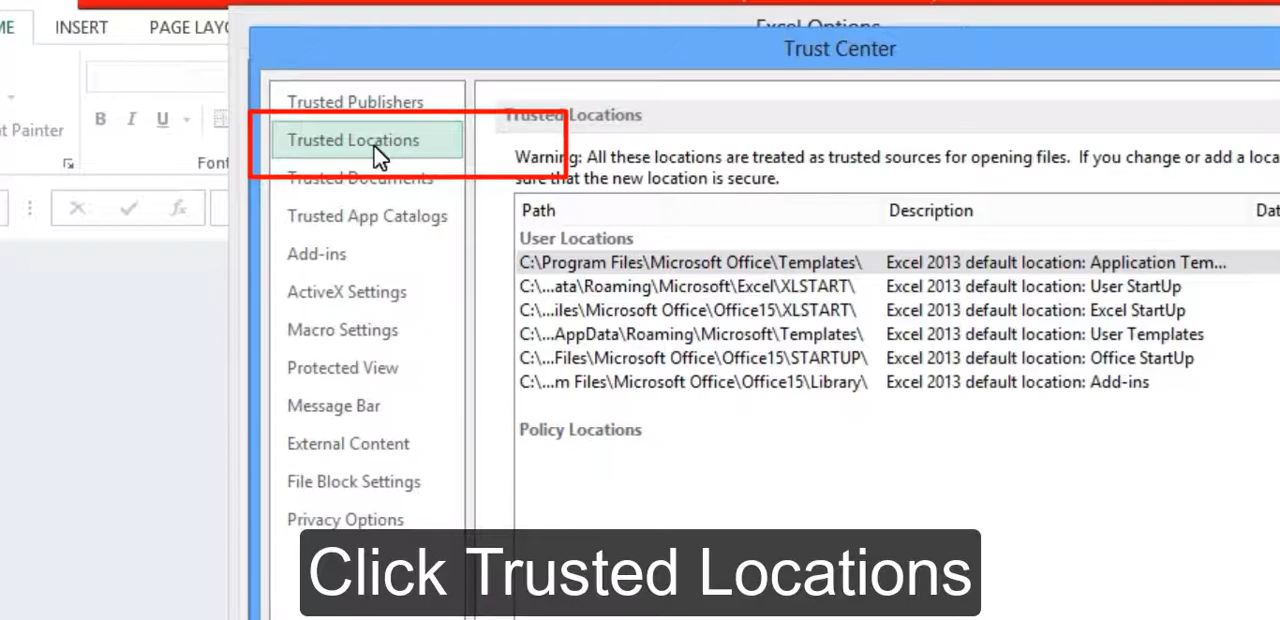 Excel Options
ME INSERT PAGE LAY
Trust Center
Trusted Publishers
Trusted Locations
Trusted Documents
Trusted App Catalogs
Add-ins
ActiveX Settings
Macro Settings
Protected View
Message Bar
External Content
File Block Settings
Privacy Options
B I U
t Painter
Font
fx
Trusted Locations
Warning: All these locations are treated as trusted sources for opening files. If you change or add a loca
sure that the new location is secure.
Path Description Dat
User Locations
C:\Program Files\Microsoft Office\Templates\ Excel 2013 default location: Application Tem...
C:\...ata\Roaming\Microsoft\Excel\XLSTART\ Excel 2013 default location: User StartUp
C:\...iles\Microsoft Office\Office15\XLSTART\ Excel 2013 default location: Excel StartUp
C:\...AppData\Roaming\Microsoft\Templates\ Excel 2013 default location: User Templates
C:\...Files\Microsoft Office\Office15\STARTUP\ Excel 2013 default location: Office StartUp
C:\...m Files\Microsoft Office\Office15\Library\ Excel 2013 default location: Add-ins
Policy Locations
Click Trusted Locations